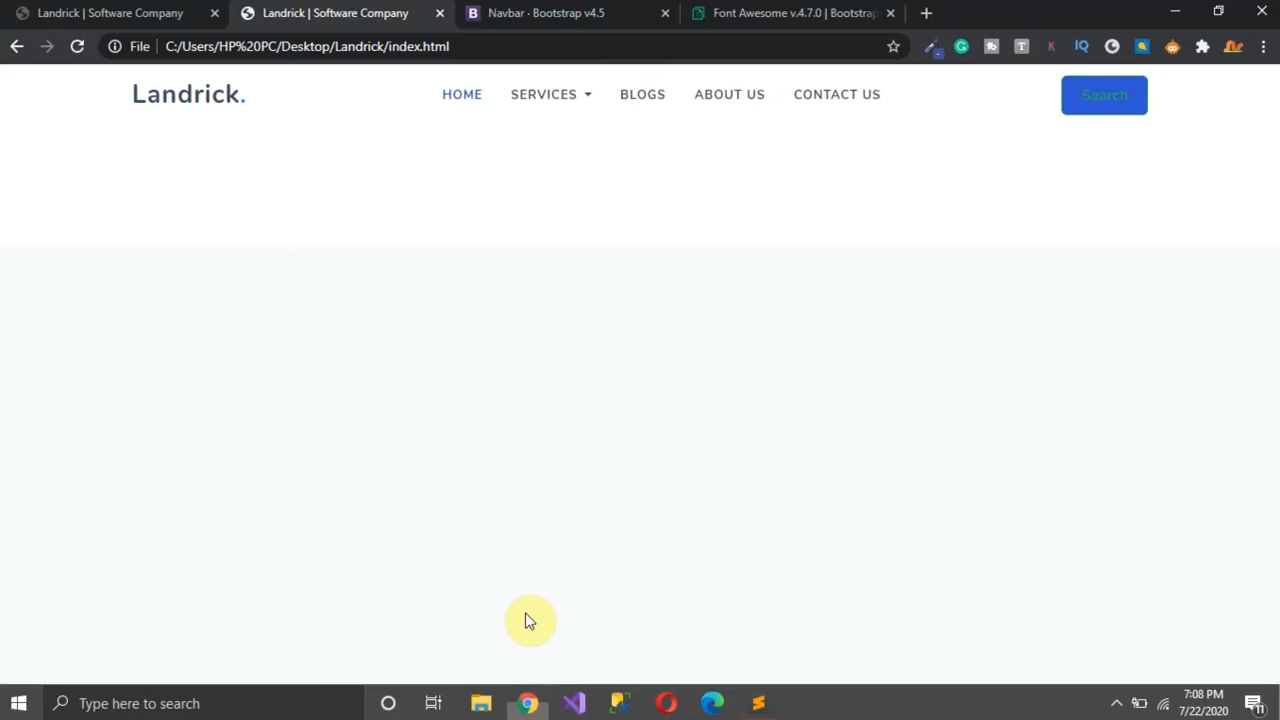 Landrick | Software Company
Landrick | Software Company
Navbar · Bootstrap v4.5
Font Awesome v.4.7.0 | Bootstrap
File
C:/Users/HP%20PC/Desktop/Landrick/index.html
Landrick.
HOME
SERVICES
BLOGS
ABOUT US
CONTACT US
Search
Type here to search
7:08 PM
7/22/2020
11